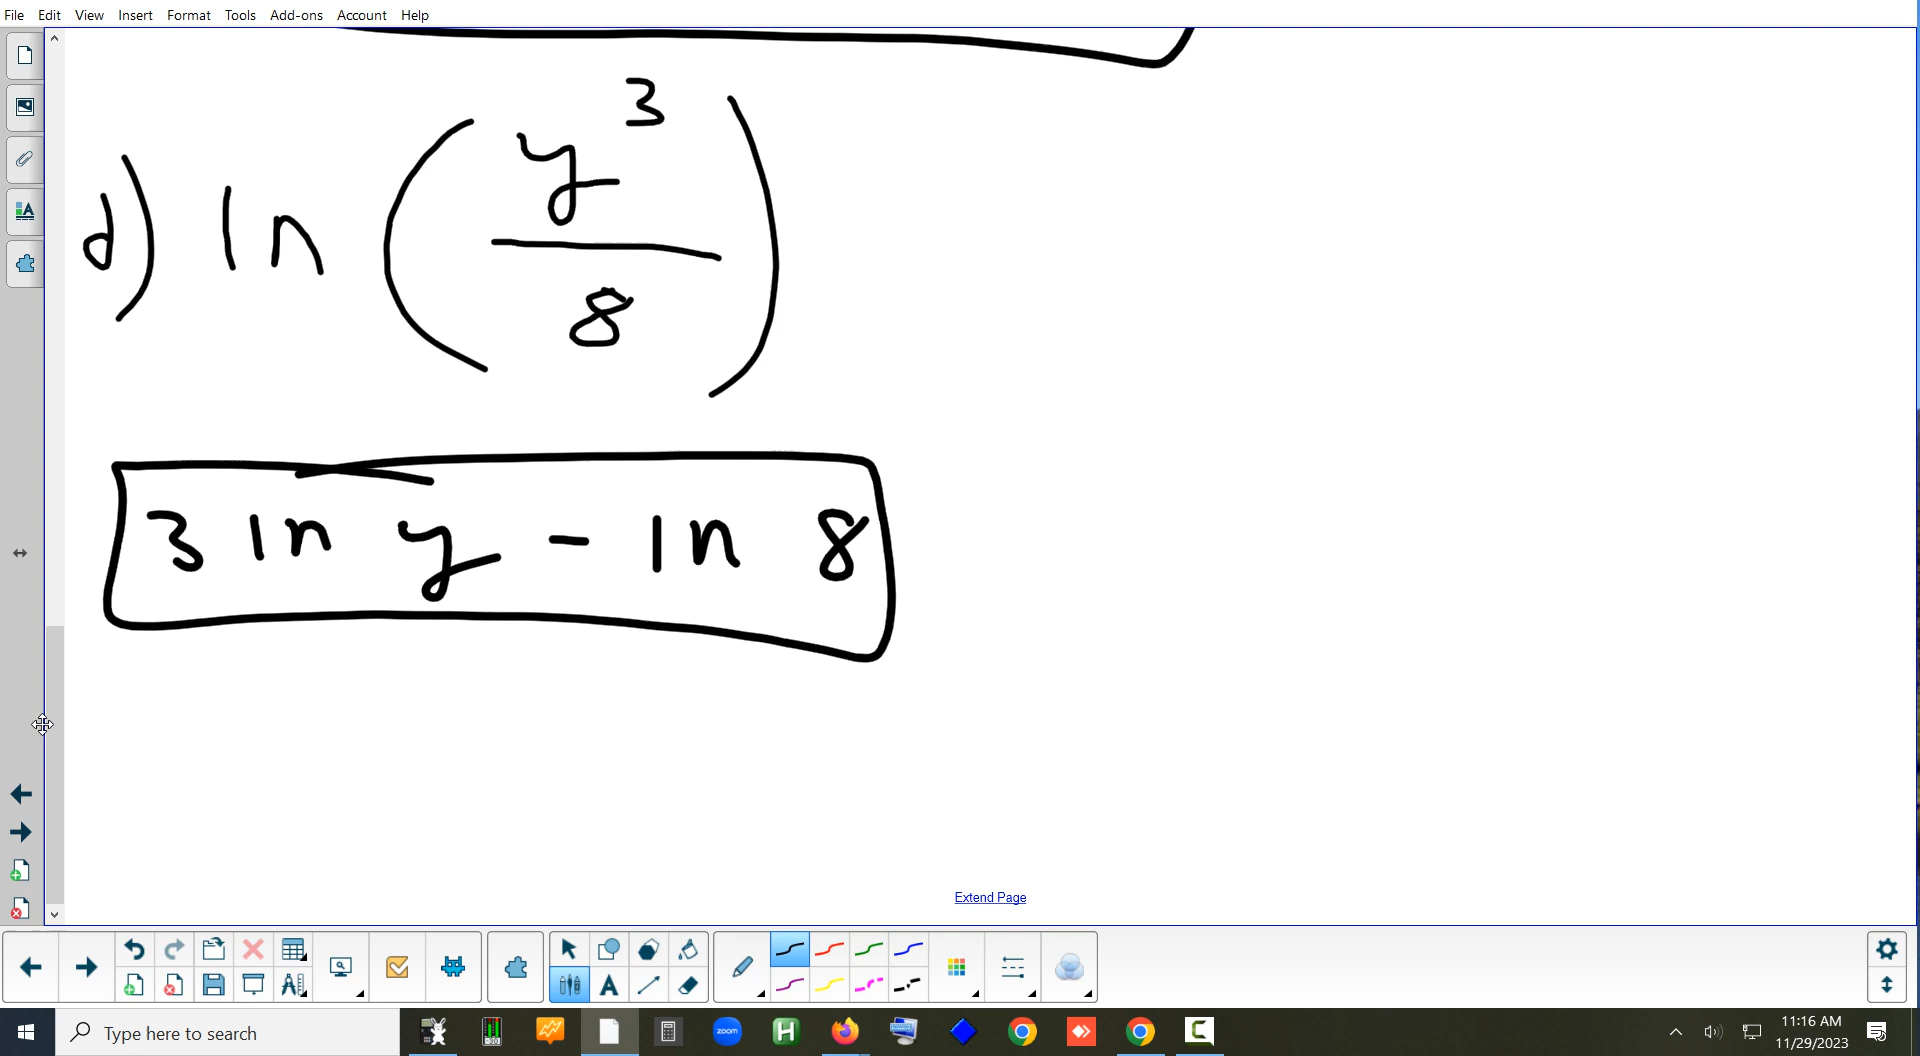 File Edit View Insert Format Tools Add-ons Account Help
d) ln ( y^3 / 8 )
3 ln y - ln 8
Extend Page
Type here to search
zoom
11:16 AM
11/29/2023